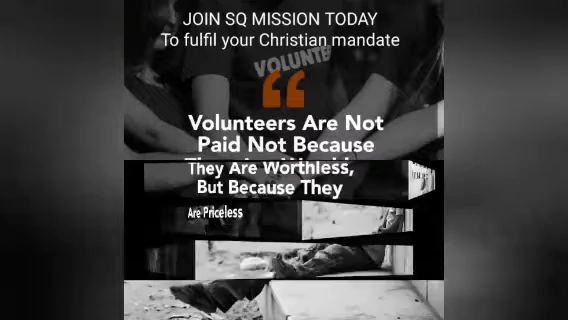 JOIN SQ MISSION TODAY
To fulfil your Christian mandate
VOLUNTE
“
Volunteers Are Not
Paid Not Because
They Are Worthless,
But Because They
Are Priceless